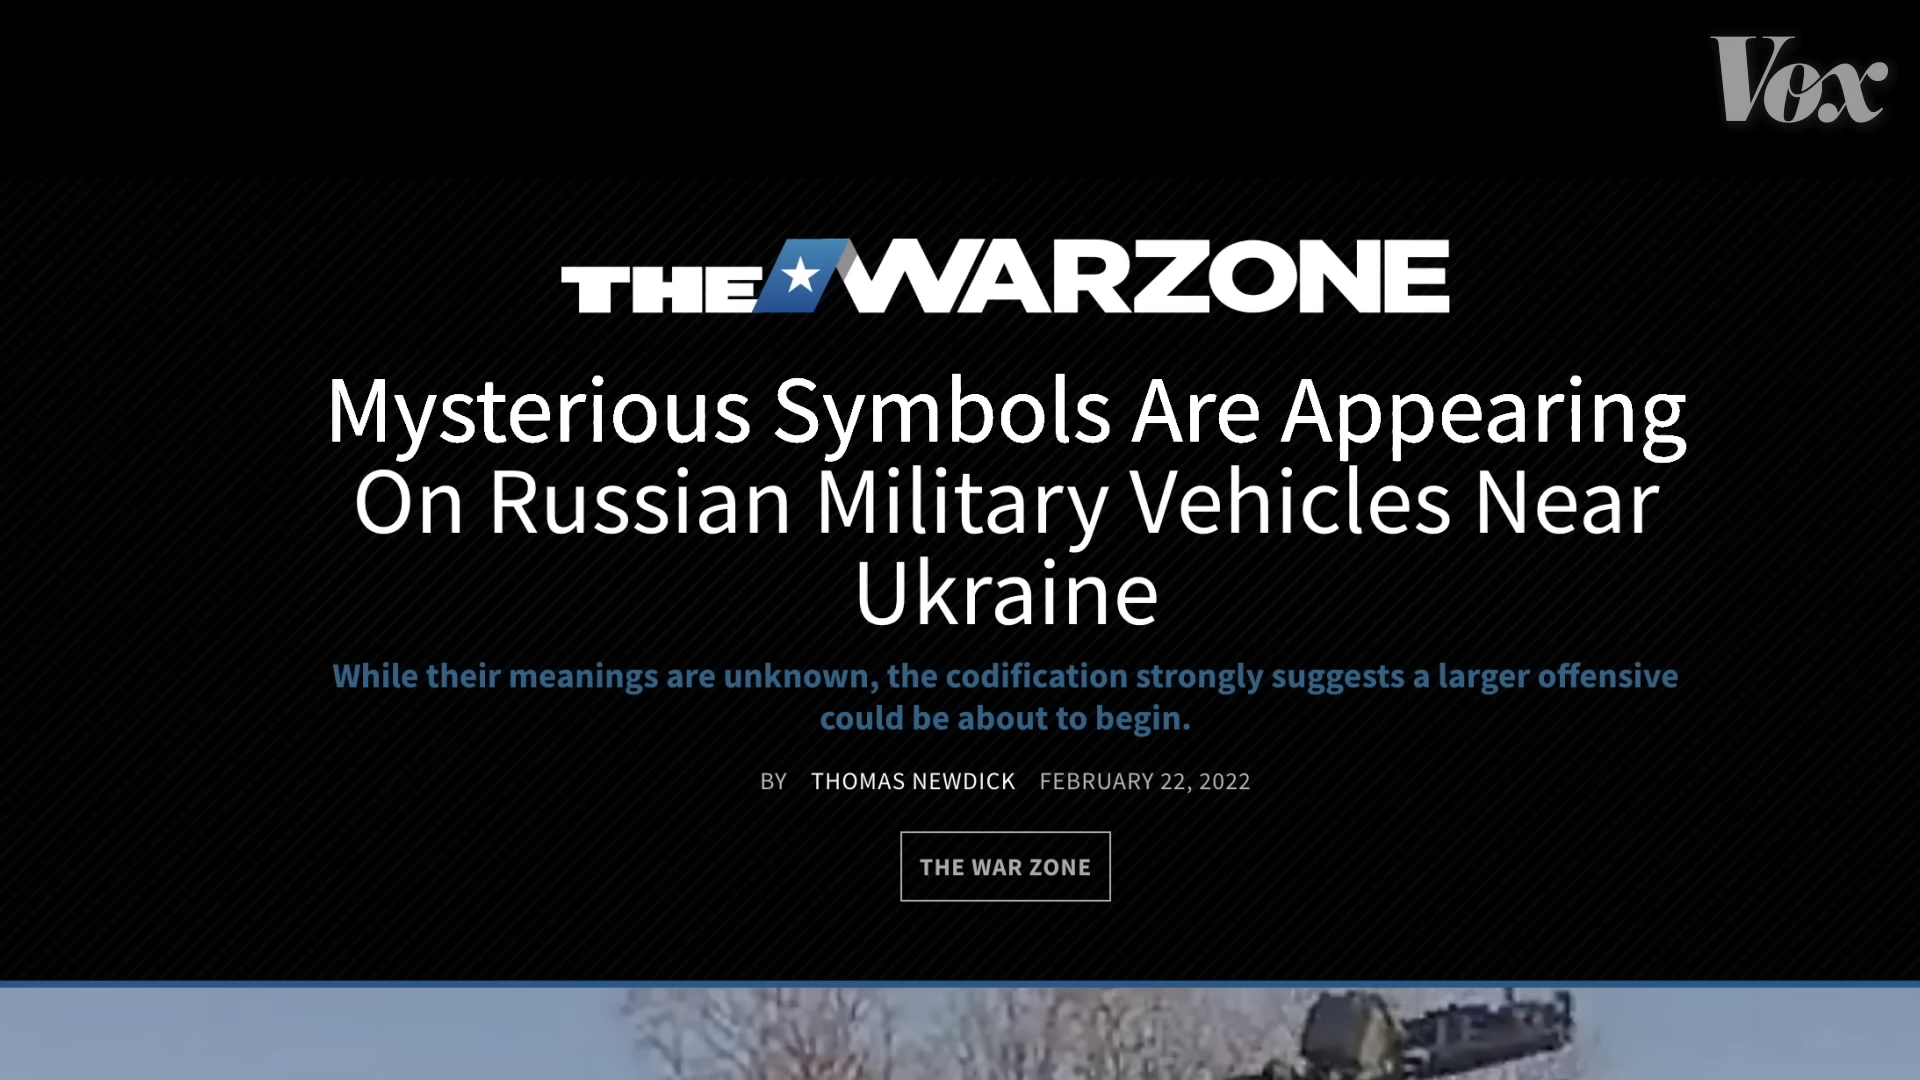 Vox
THE WARZONE
Mysterious Symbols Are Appearing
On Russian Military Vehicles Near
Ukraine
While their meanings are unknown, the codification strongly suggests a larger offensive
could be about to begin.
BY THOMAS NEWDICK FEBRUARY 22, 2022
THE WAR ZONE